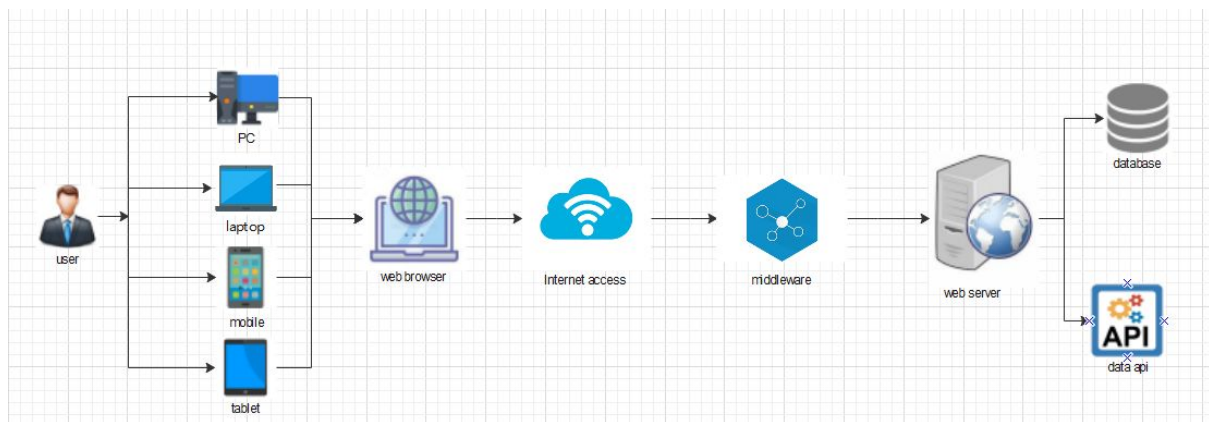 PC
laptop
mobile
tablet
user
web browser
Internet access
middleware
web server
database
API
data api